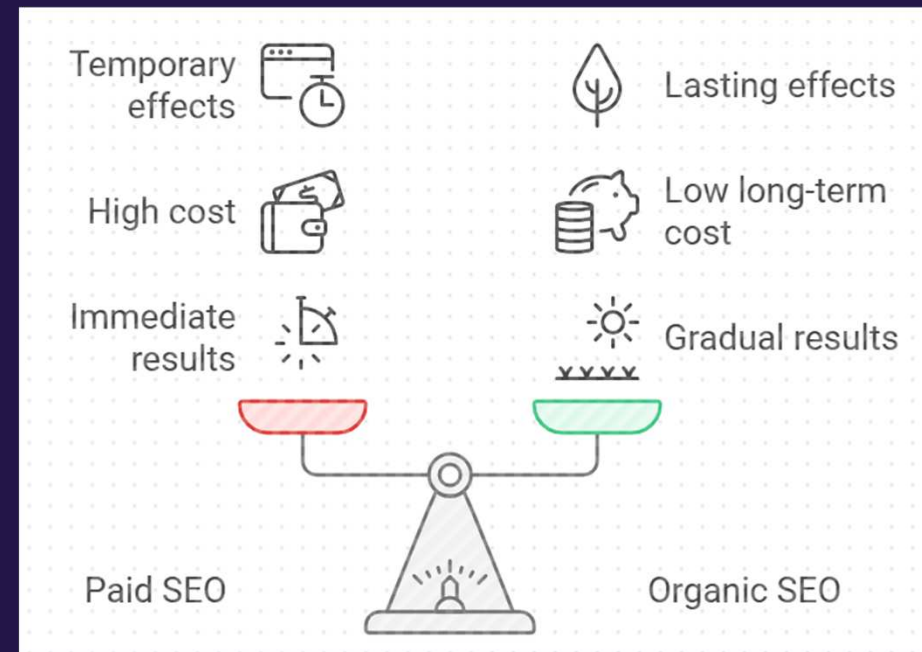 Temporary
effects
Lasting effects
High cost
Low long-term
cost
Immediate
results
Gradual results
Paid SEO
Organic SEO